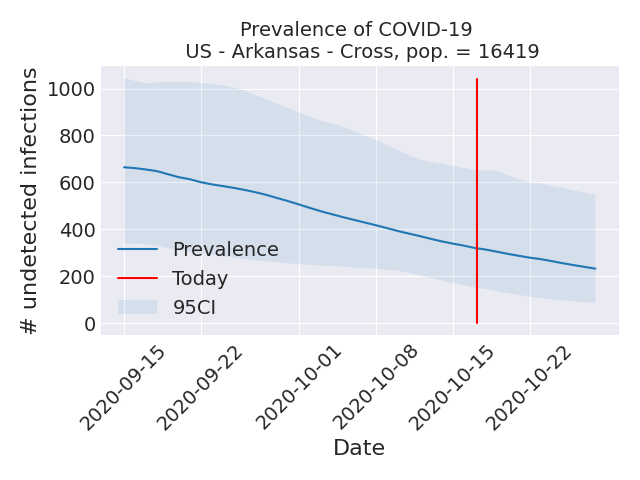 Prevalence of COVID-19
US - Arkansas - Cross, pop. = 16419
# undetected infections
1000
800
600
400
200
0
Prevalence
Today
95CI
2020-09-15
2020-09-22
2020-10-01
2020-10-08
2020-10-15
2020-10-22
Date